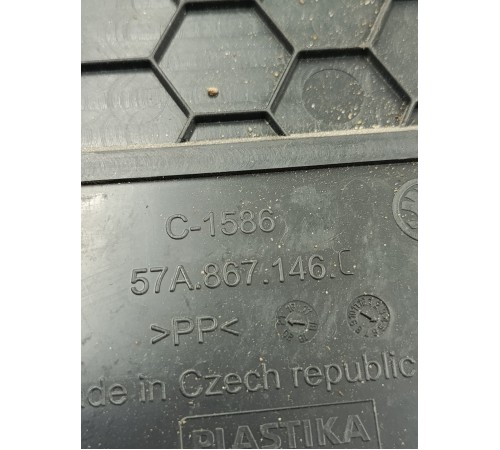 C-1586
57A.867.146.C
>PP<
de in Czech republic
PLASTIKA